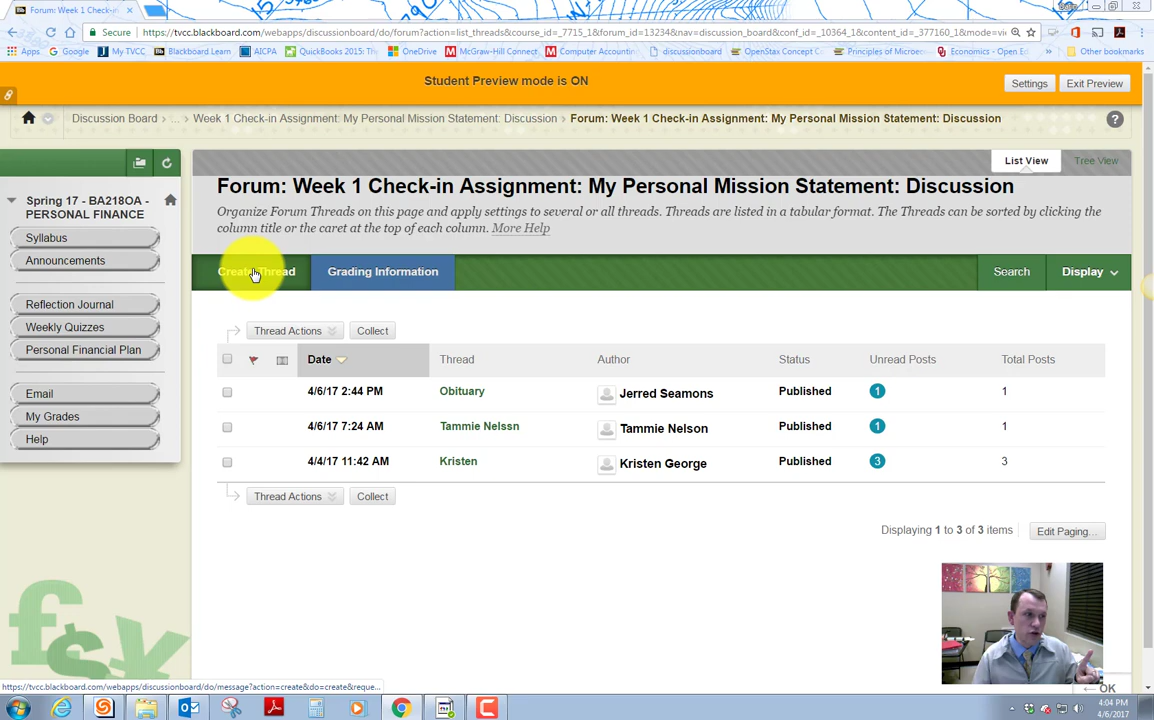 Forum: Week 1 Check-i
Secure
https://tvcc.blackboard.com/webapps/discussionboard/do/forum?action=list_threads&course_id=_7715_1&forum_id=13234&nav=discussion_board&conf_id=_10364_1&content_id=_377160_1&mode=vi
Apps Google My TVCC Blackboard Learn AICPA QuickBooks 2015: Th OneDrive McGraw-Hill Connect Computer Accountin discussionboard OpenStax Concept C Principles of Microec Economics - Open Ed » Other bookmarks
Student Preview mode is ON
Settings
Exit Preview
Discussion Board > ... > Week 1 Check-in Assignment: My Personal Mission Statement: Discussion > Forum: Week 1 Check-in Assignment: My Personal Mission Statement: Discussion
?
List View
Tree View
Spring 17 - BA218OA -
PERSONAL FINANCE
Syllabus
Announcements
Reflection Journal
Weekly Quizzes
Personal Financial Plan
Email
My Grades
Help
Forum: Week 1 Check-in Assignment: My Personal Mission Statement: Discussion
Organize Forum Threads on this page and apply settings to several or all threads. Threads are listed in a tabular format. The Threads can be sorted by clicking the
column title or the caret at the top of each column. More Help
Create Thread
Grading Information
Search
Display
Thread Actions
Collect
Date Thread Author Status Unread Posts Total Posts
4/6/17 2:44 PM Obituary Jerred Seamons Published 1 1
4/6/17 7:24 AM Tammie Nelssn Tammie Nelson Published 1 1
4/4/17 11:42 AM Kristen Kristen George Published 3 3
Thread Actions
Collect
Displaying 1 to 3 of 3 items
Edit Paging...
← OK
https://tvcc.blackboard.com/webapps/discussionboard/do/message?action=create&do=create&reque...
4:04 PM
4/6/2017